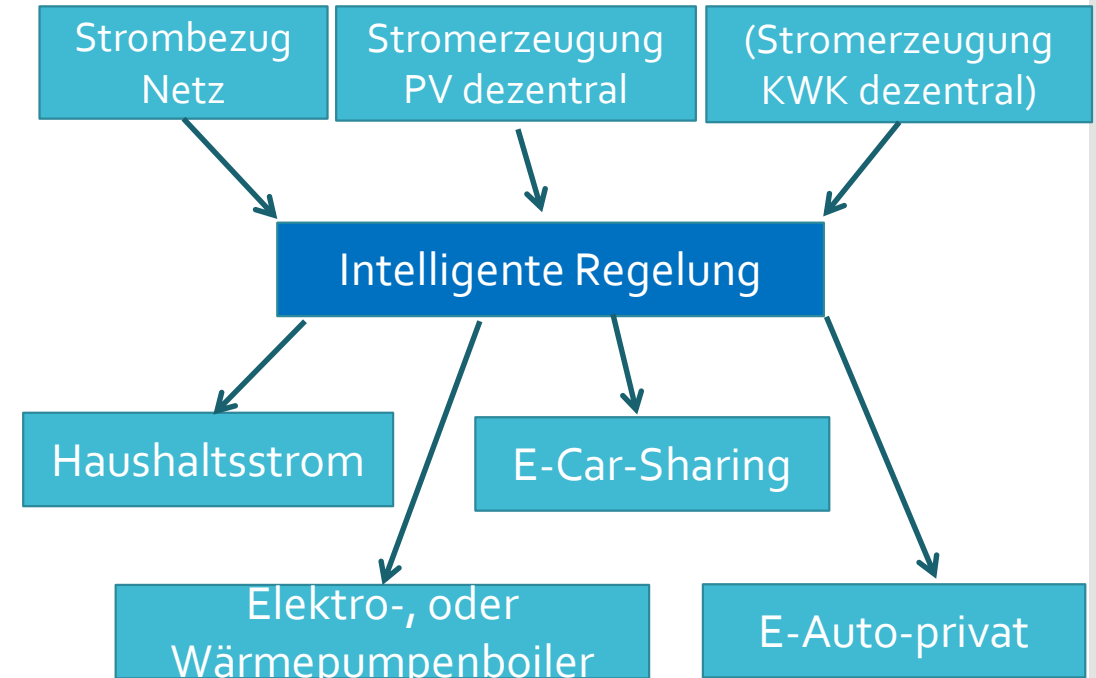 Strombezug
Netz
Stromerzeugung
PV dezentral
(Stromerzeugung
KWK dezentral)
Intelligente Regelung
Haushaltsstrom
E-Car-Sharing
Elektro-, oder
Wärmepumpenboiler
E-Auto-privat